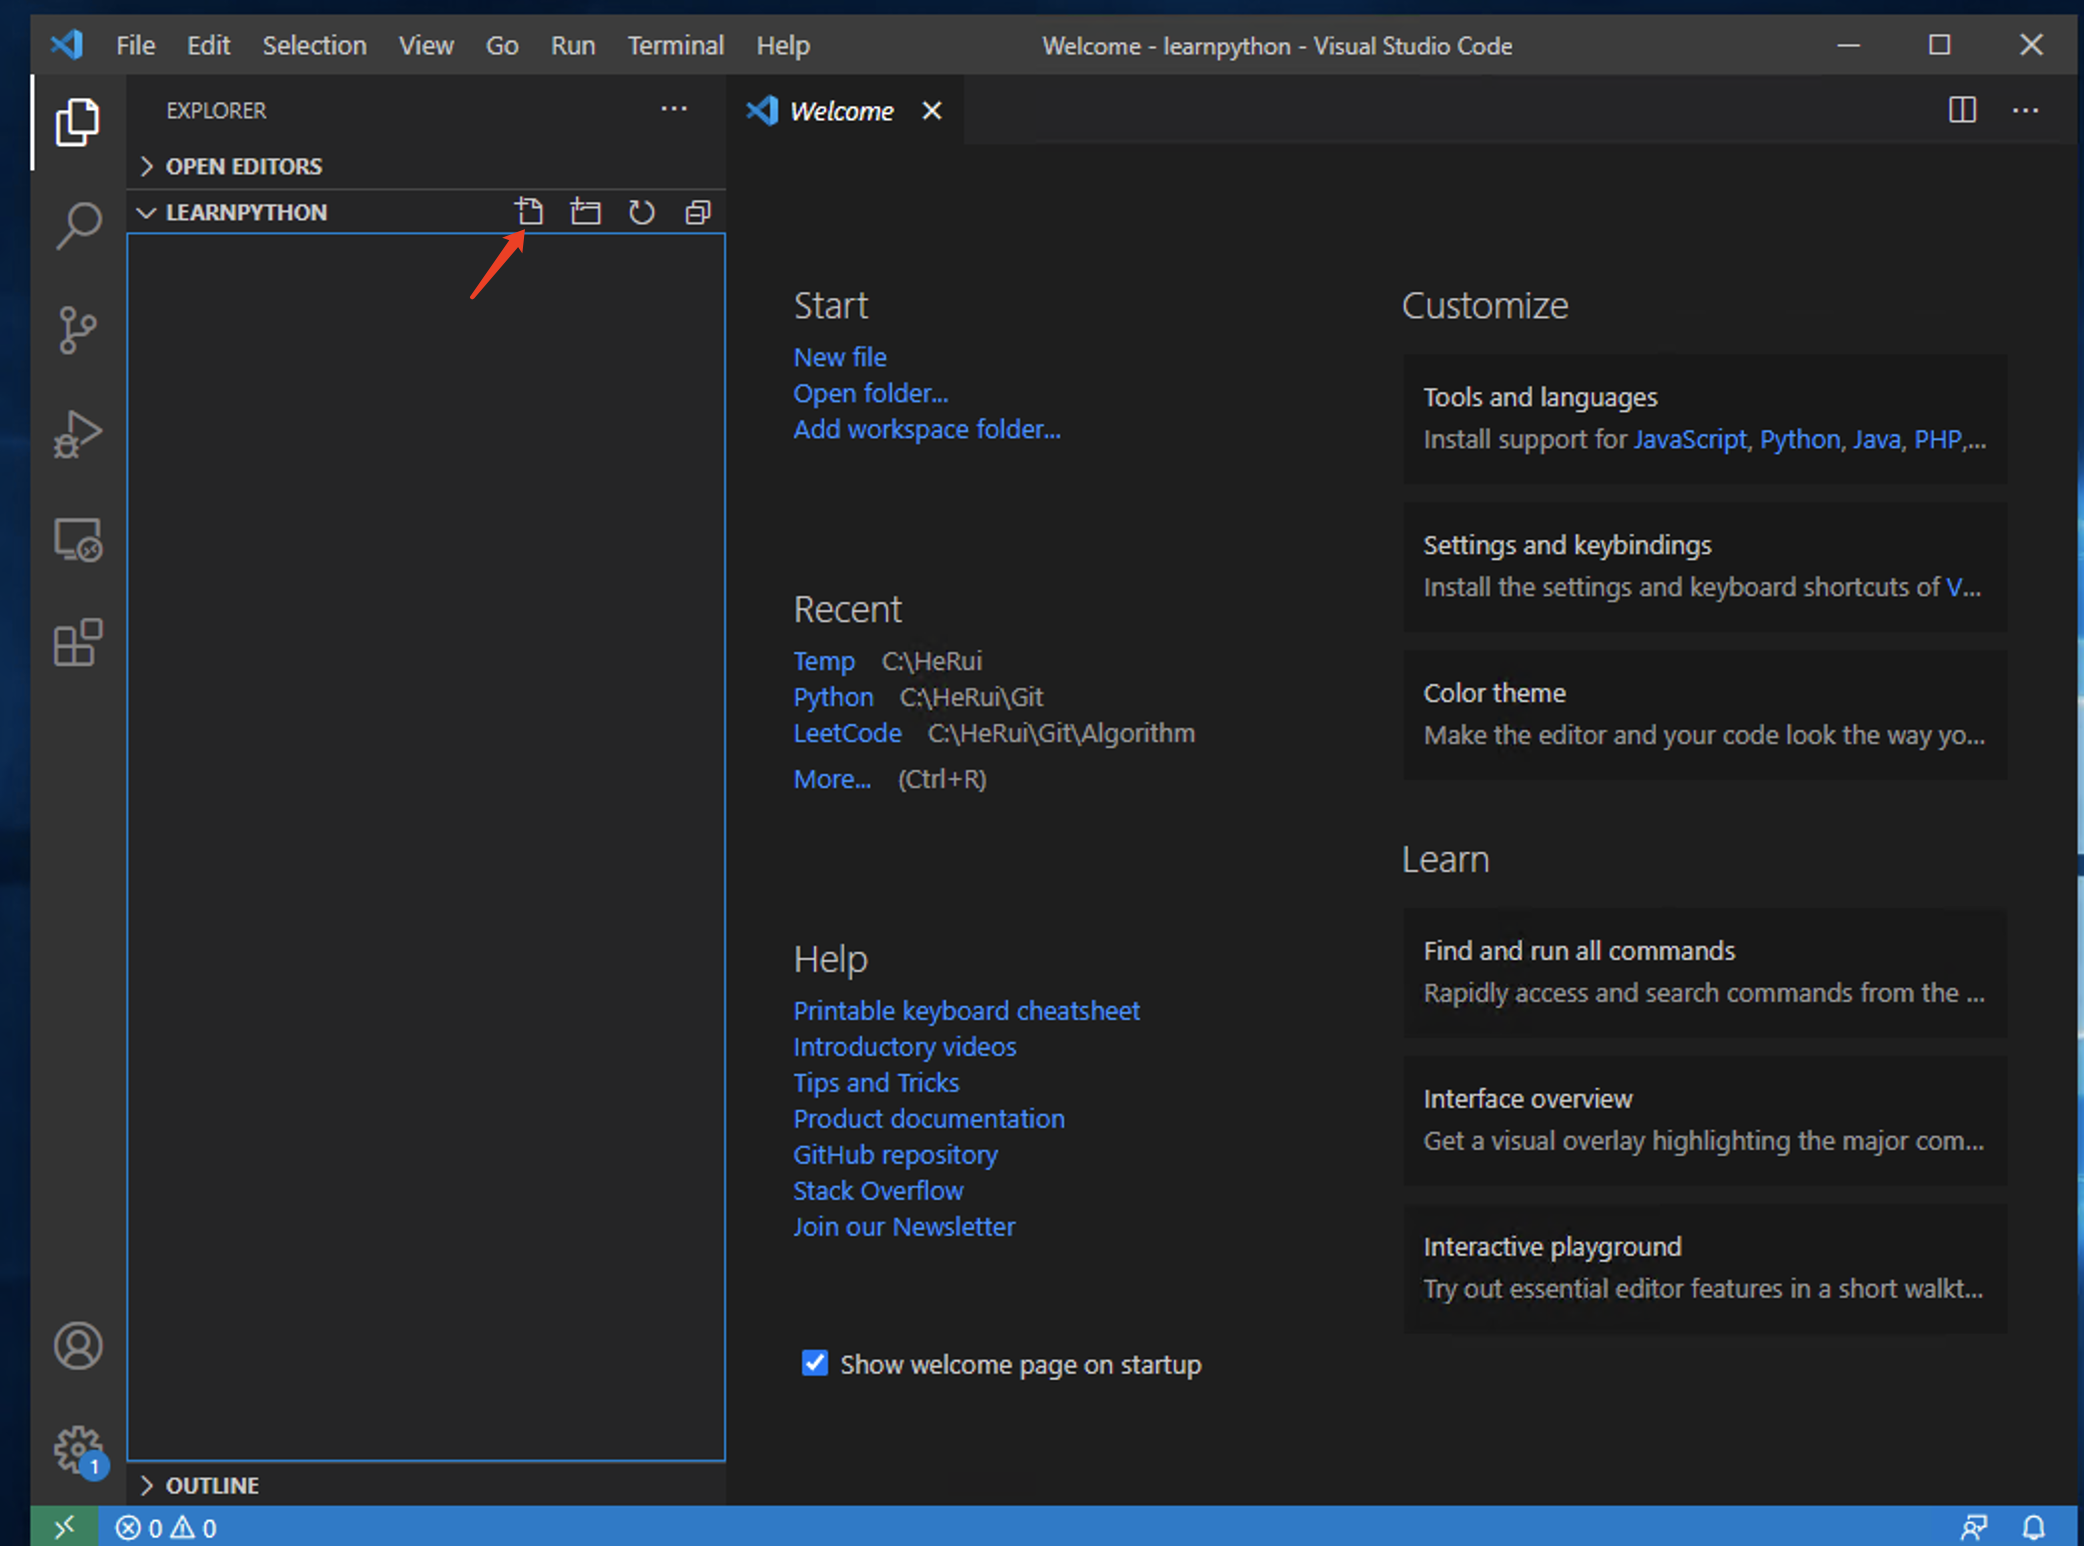 File Edit Selection View Go Run Terminal Help Welcome - learnpython - Visual Studio Code
EXPLORER
OPEN EDITORS
LEARNPYTHON
OUTLINE
Welcome
Start
New file
Open folder...
Add workspace folder...
Recent
Temp C:\HeRui
Python C:\HeRui\Git
LeetCode C:\HeRui\Git\Algorithm
More... (Ctrl+R)
Help
Printable keyboard cheatsheet
Introductory videos
Tips and Tricks
Product documentation
GitHub repository
Stack Overflow
Join our Newsletter
Show welcome page on startup
Customize
Tools and languages
Install support for JavaScript, Python, Java, PHP,...
Settings and keybindings
Install the settings and keyboard shortcuts of V...
Color theme
Make the editor and your code look the way yo...
Learn
Find and run all commands
Rapidly access and search commands from the ...
Interface overview
Get a visual overlay highlighting the major com...
Interactive playground
Try out essential editor features in a short walkt...
1
0 0